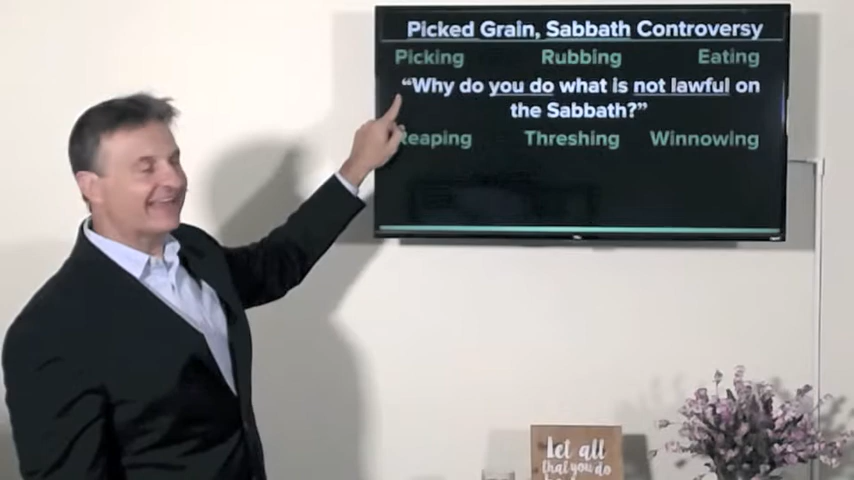 Picked Grain, Sabbath Controversy
Picking Rubbing Eating
“Why do you do what is not lawful on
the Sabbath?”
Reaping Threshing Winnowing
Let all
that you do